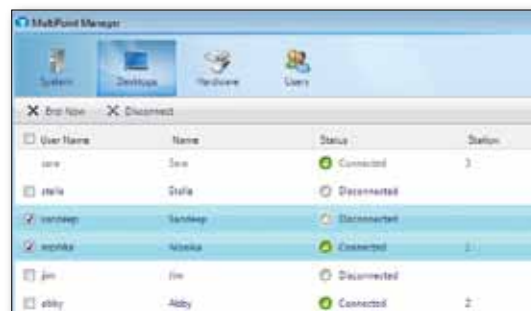 MultiPoint Manager
System Desktops Hardware Users
End Now Disconnect
User Name Name Status Station
sara Sara Connected 3
stella Stella Disconnected
sandeep Sandeep Disconnected
monika Monika Connected 1
jim Jim Disconnected
abby Abby Connected 2